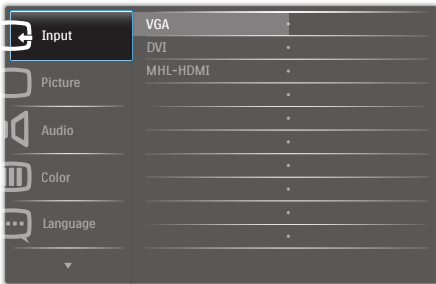 Input
Picture
Audio
Color
Language
VGA
DVI
MHL-HDMI